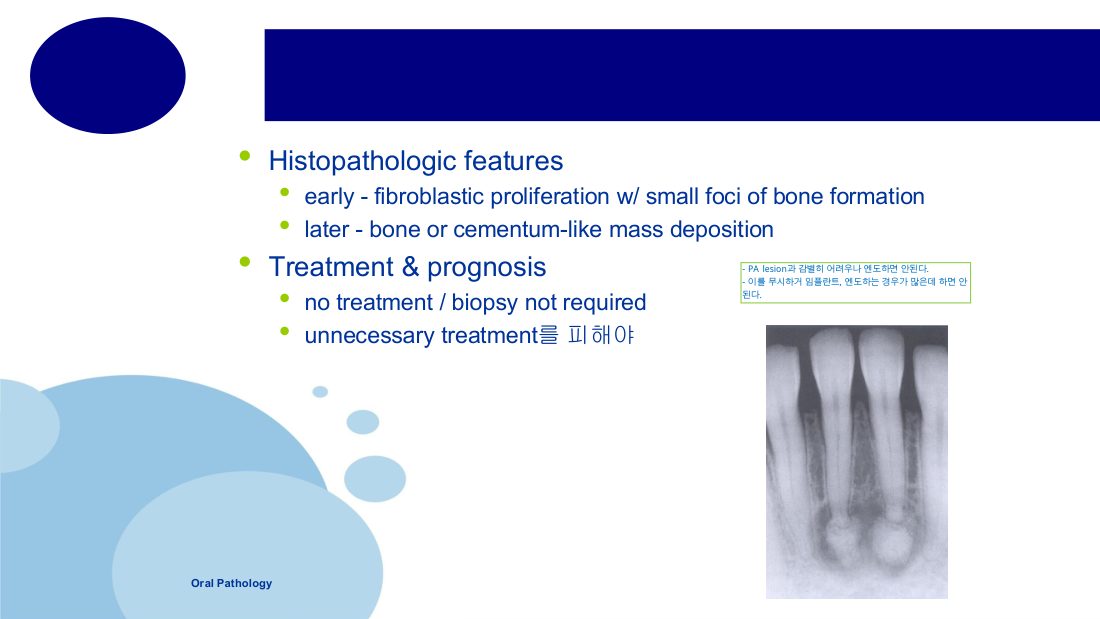 Histopathologic features
early - fibroblastic proliferation w/ small foci of bone formation
later - bone or cementum-like mass deposition
Treatment & prognosis
no treatment / biopsy not required
unnecessary treatment를 피해야
- PA lesion과 감별히 어려우나 엔도하면 안된다.
- 이를 무시하거 임플란트, 엔도하는 경우가 많은데 하면 안
된다.
Oral Pathology